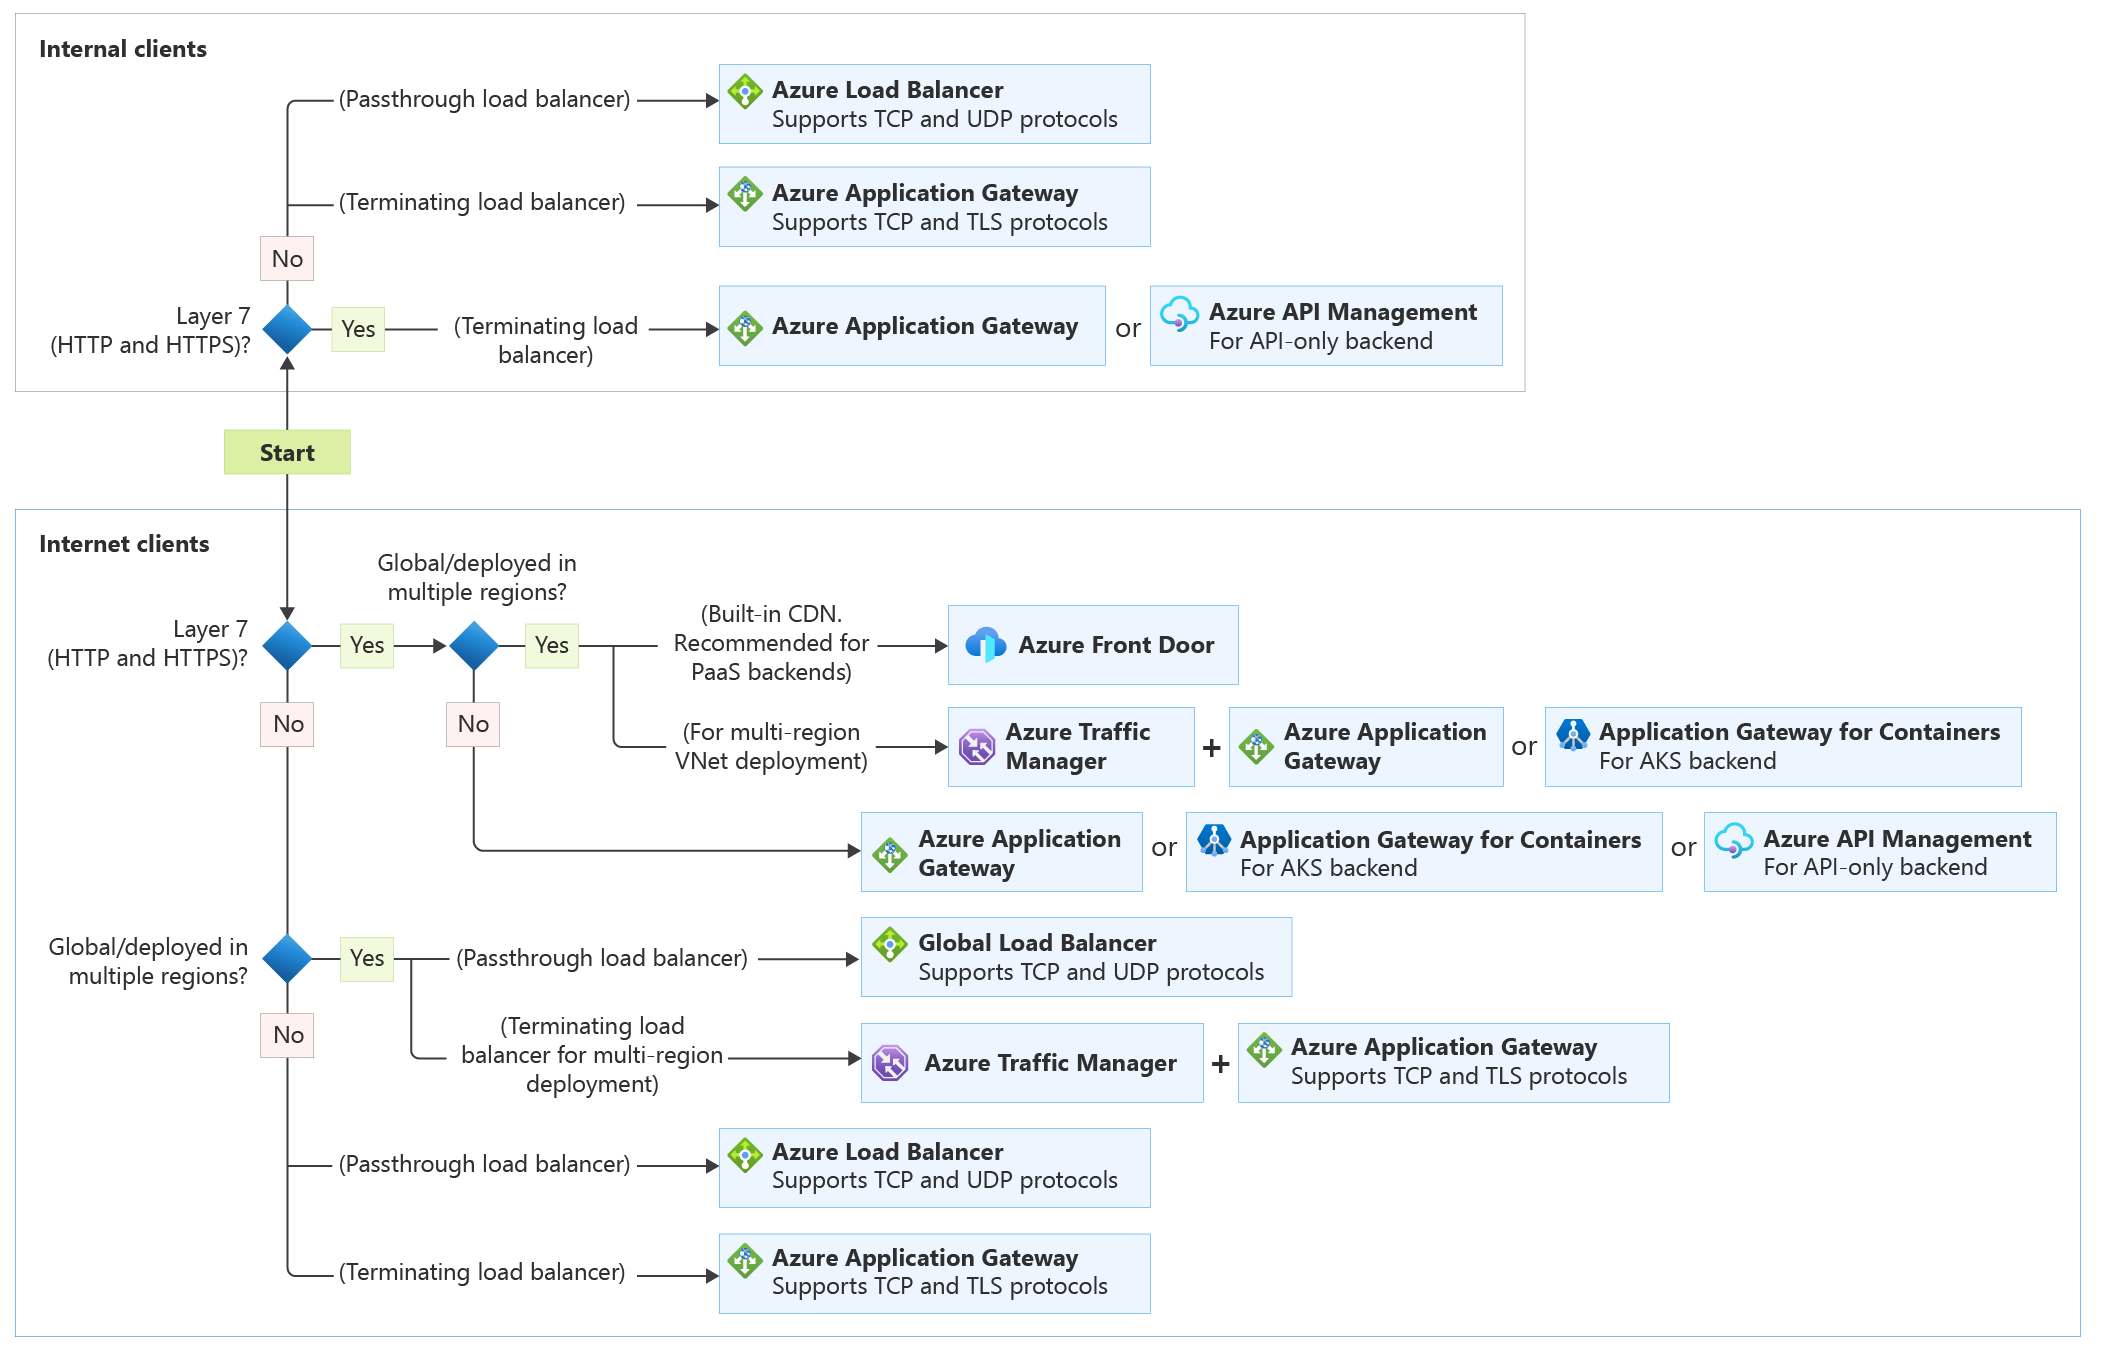 Internal clients
(Passthrough load balancer)
Azure Load Balancer
Supports TCP and UDP protocols
(Terminating load balancer)
Azure Application Gateway
Supports TCP and TLS protocols
No
Layer 7
(HTTP and HTTPS)?
Yes
(Terminating load
balancer)
Azure Application Gateway
or
Azure API Management
For API-only backend
Start
Internet clients
Global/deployed in
multiple regions?
Layer 7
(HTTP and HTTPS)?
Yes
Yes
(Built-in CDN.
Recommended for
PaaS backends)
Azure Front Door
No
No
(For multi-region
VNet deployment)
Azure Traffic
Manager
+
Azure Application
Gateway
or
Application Gateway for Containers
For AKS backend
Azure Application
Gateway
or
Application Gateway for Containers
For AKS backend
or
Azure API Management
For API-only backend
Global/deployed in
multiple regions?
Yes
(Passthrough load balancer)
Global Load Balancer
Supports TCP and UDP protocols
No
(Terminating load
balancer for multi-region
deployment)
Azure Traffic Manager
+
Azure Application Gateway
Supports TCP and TLS protocols
(Passthrough load balancer)
Azure Load Balancer
Supports TCP and UDP protocols
(Terminating load balancer)
Azure Application Gateway
Supports TCP and TLS protocols